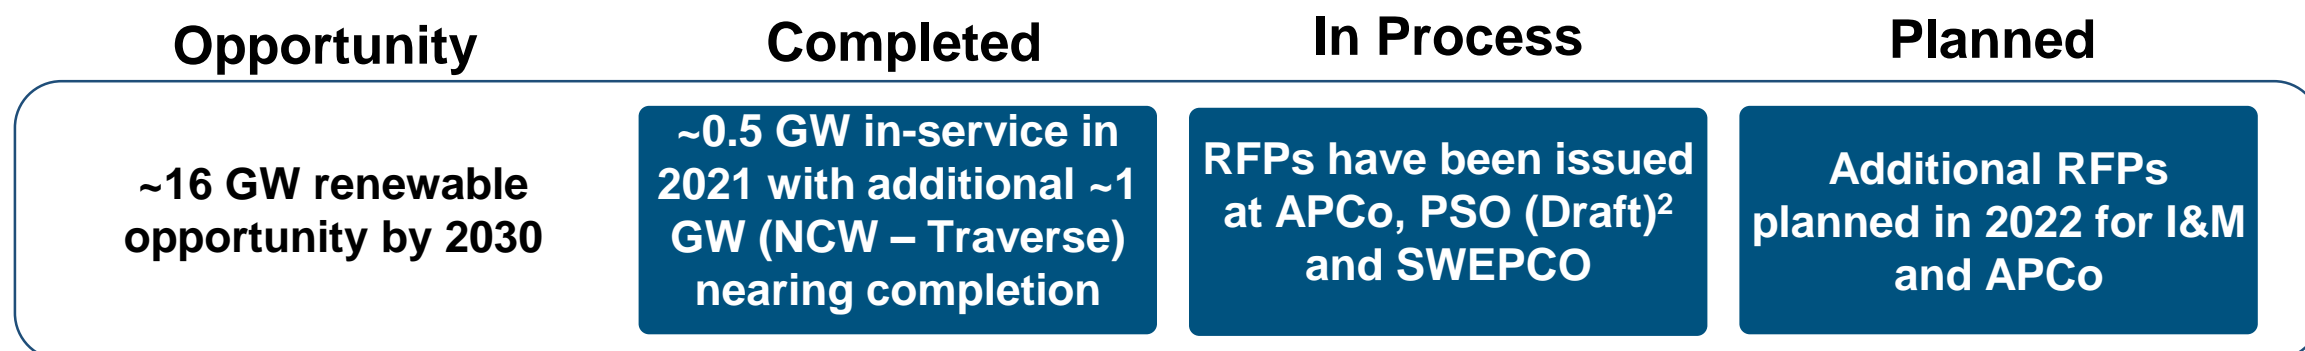 Opportunity
~16 GW renewable
opportunity by 2030
Completed
~0.5 GW in-service in
2021 with additional ~1
GW (NCW – Traverse)
nearing completion
In Process
RFPs have been issued
at APCo, PSO (Draft)²
and SWEPCO
Planned
Additional RFPs
planned in 2022 for I&M
and APCo